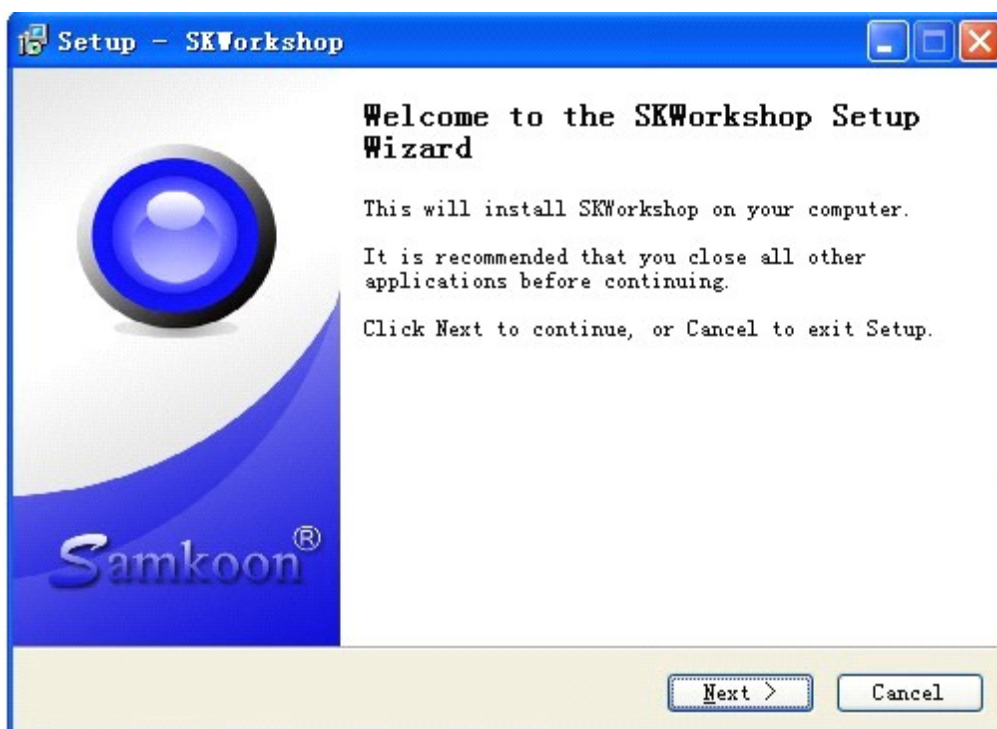 Setup - SKWorkshop
Welcome to the SKWorkshop Setup
Wizard
This will install SKWorkshop on your computer.
It is recommended that you close all other
applications before continuing.
Click Next to continue, or Cancel to exit Setup.
Samkoon®
Next >
Cancel